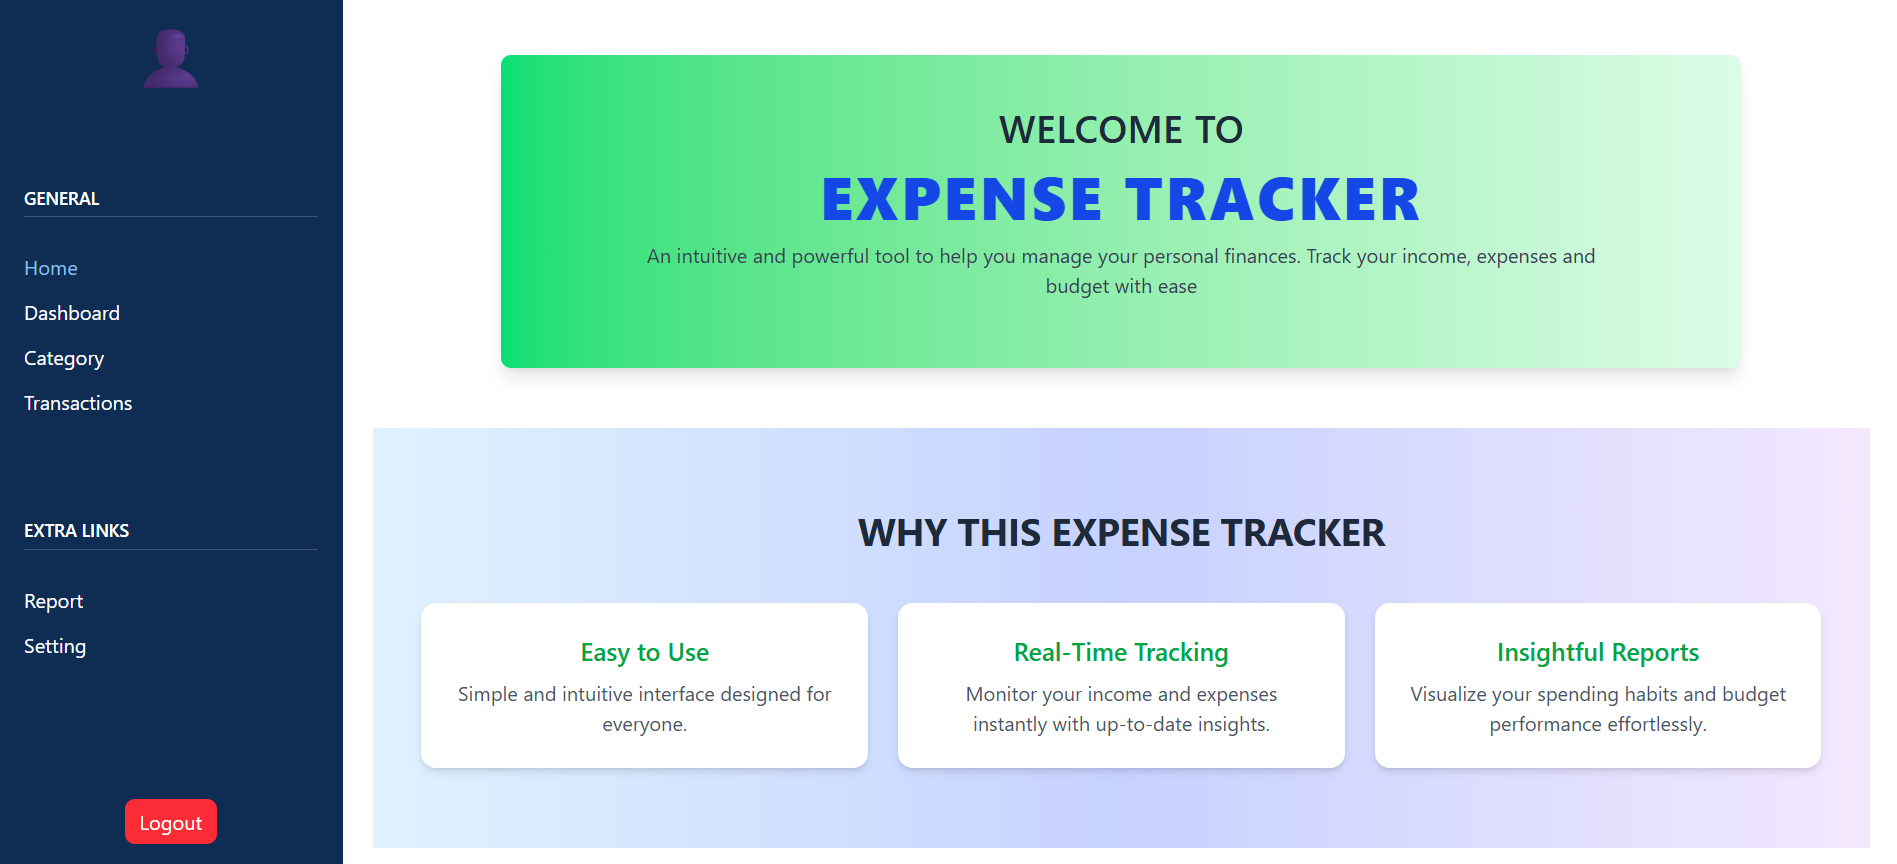 GENERAL
Home
Dashboard
Category
Transactions
EXTRA LINKS
Report
Setting
Logout
WELCOME TO
EXPENSE TRACKER
An intuitive and powerful tool to help you manage your personal finances. Track your income, expenses and
budget with ease
WHY THIS EXPENSE TRACKER
Easy to Use
Simple and intuitive interface designed for
everyone.
Real-Time Tracking
Monitor your income and expenses
instantly with up-to-date insights.
Insightful Reports
Visualize your spending habits and budget
performance effortlessly.